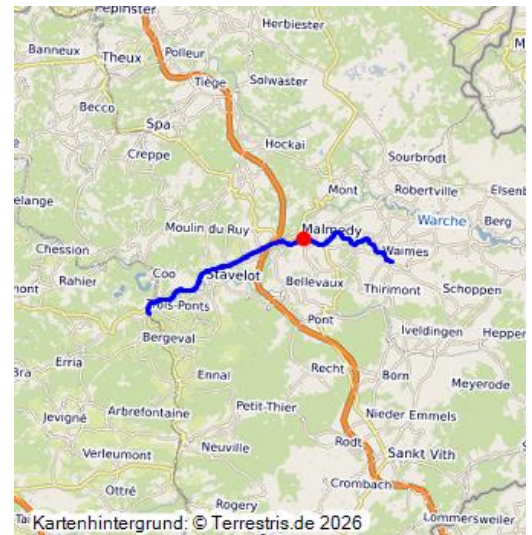 Pepinster
Banneux
Theux
Polleur
Herbiester
Tiège
Solwaster
Becco
Spa
Creppe
Hockai
Sourbrodt
Mont
Robertville
Elsenb
Moulin du Ruy
Malmedy
Warche
Berg
Chession
Waimes
Coo
Stavelot
Rahier
Bellevaux
Thirimont
Schoppen
Trois-Ponts
Pont
Iveldingen
Hepper
Bergeval
Erria
Ennal
Recht
Born
Meyerode
Petit-Thier
Jevigné
Arbrefontaine
Nieder Emmels
Neuville
Rodt
Sankt Vith
Verleumont
Crombach
Ottré
Rogery
Lommersweiler
Kartenhintergrund: © Terrestris.de 2026